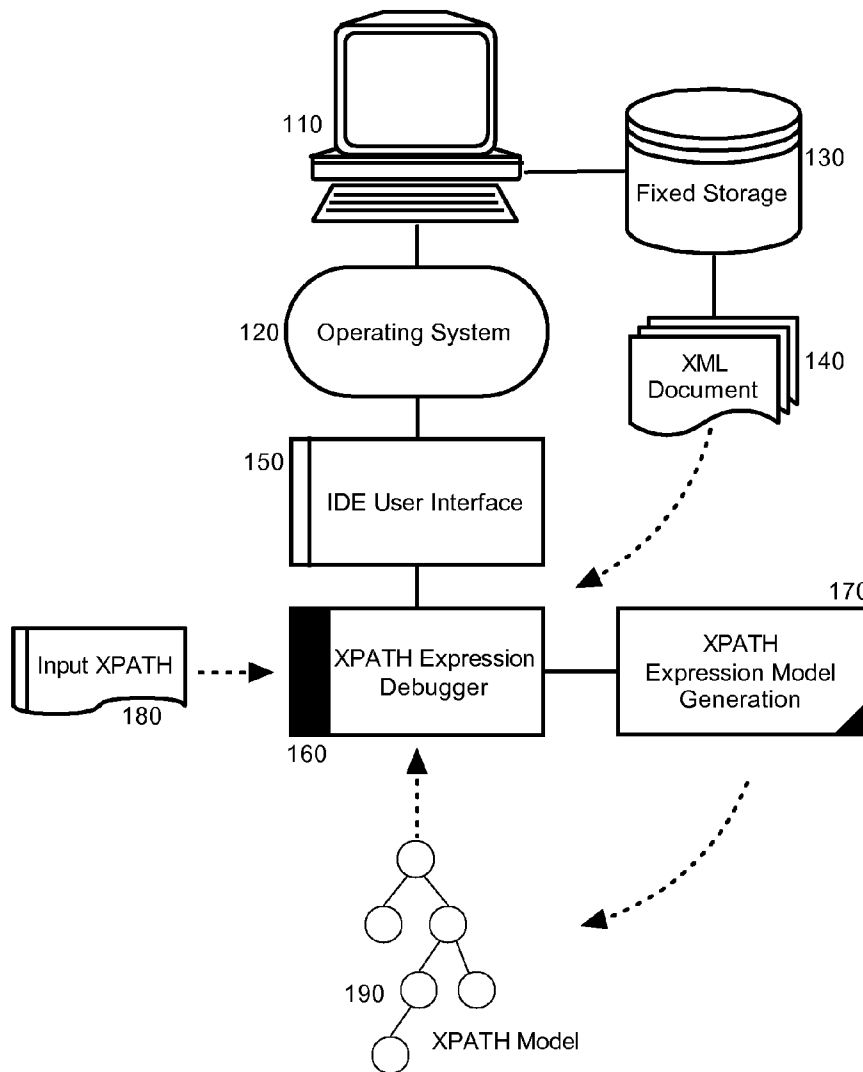 110
130
Fixed Storage
120
Operating System
XML
Document
140
150
IDE User Interface
170
Input XPATH
180
XPATH Expression
Debugger
160
XPATH
Expression Model
Generation
190
XPATH Model